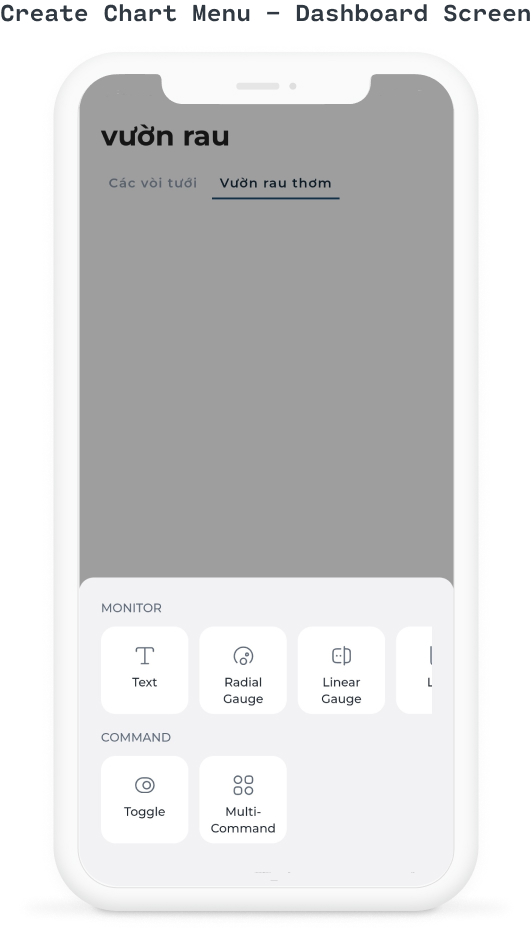 Create Chart Menu – Dashboard Screen
vườn rau
Các vòi tưới Vườn rau thơm
MONITOR
Text Radial Gauge Linear Gauge L
COMMAND
Toggle Multi-Command